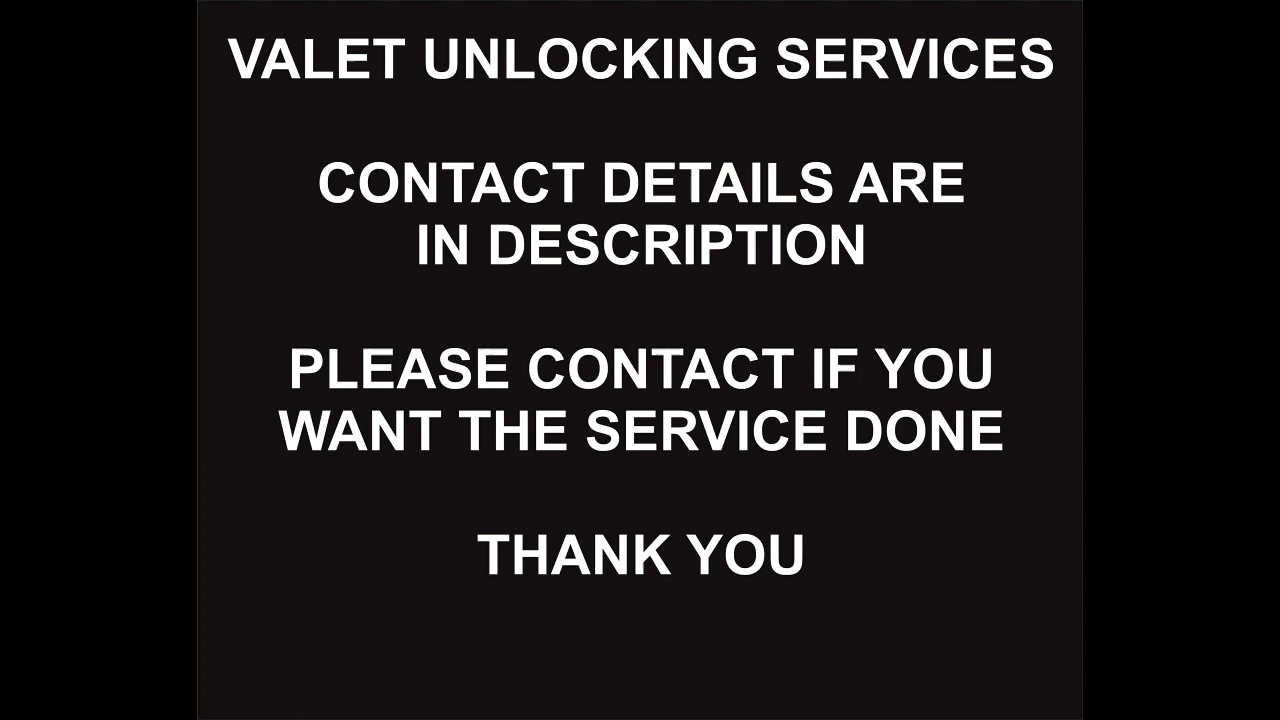 VALET UNLOCKING SERVICES
CONTACT DETAILS ARE
IN DESCRIPTION
PLEASE CONTACT IF YOU
WANT THE SERVICE DONE
THANK YOU